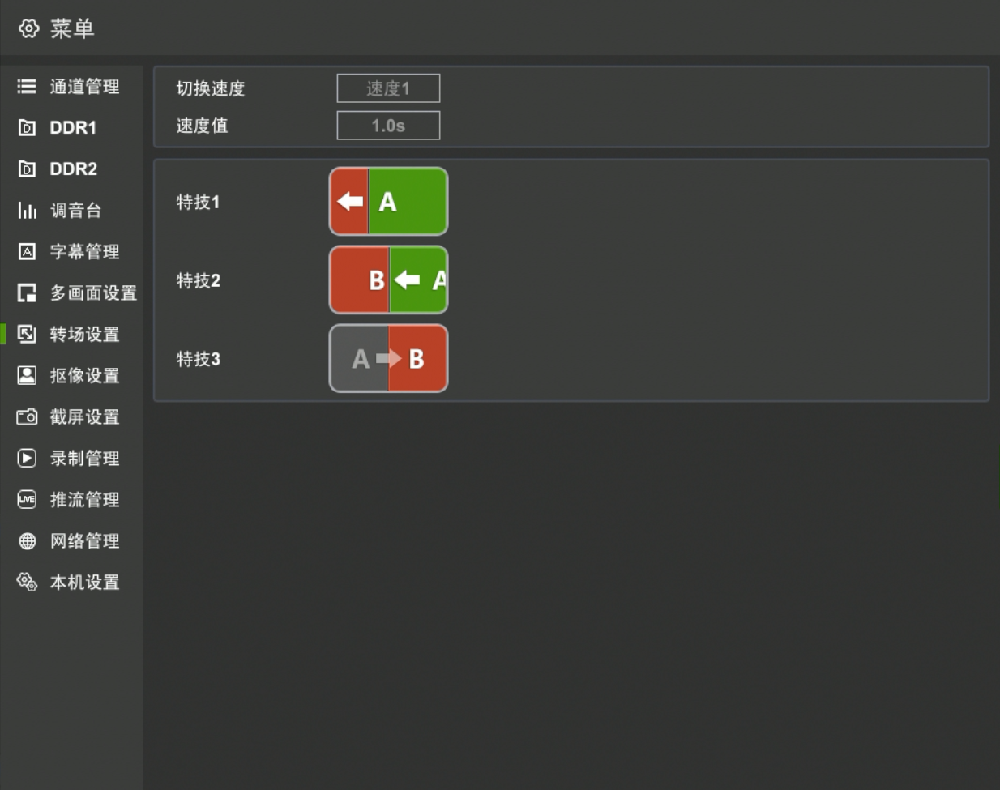 菜单
通道管理
DDR1
DDR2
调音台
字幕管理
多画面设置
转场设置
抠像设置
截屏设置
录制管理
LIVE 推流管理
网络管理
本机设置
切换速度 速度1
速度值 1.0s
特技1 A
特技2 B A
特技3 A B